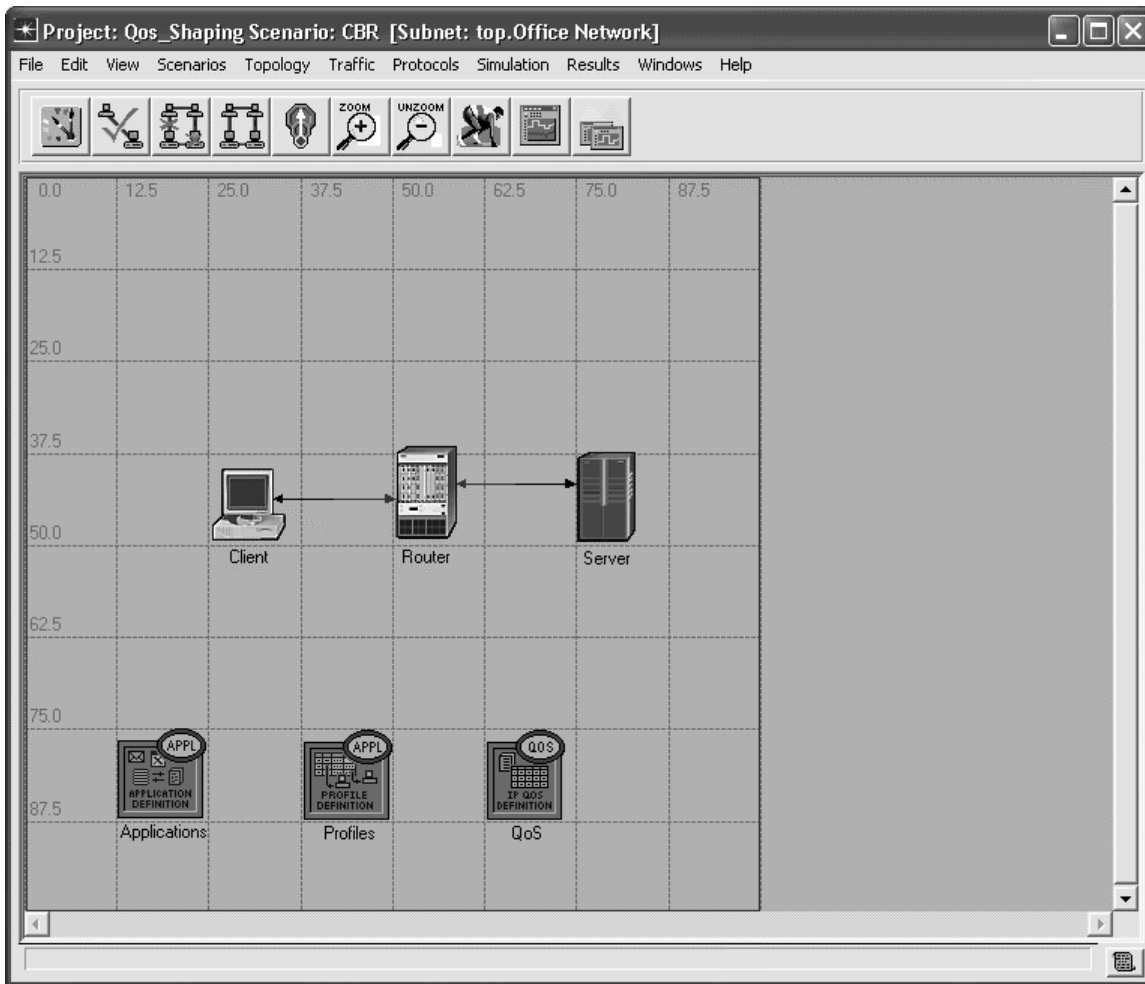 Project: Qos_Shaping Scenario: CBR [Subnet: top.Office Network]
File Edit View Scenarios Topology Traffic Protocols Simulation Results Windows Help
ZOOM UNZOOM
0.0 12.5 25.0 37.5 50.0 62.5 75.0 87.5
12.5
25.0
37.5
50.0
Client Router Server
62.5
75.0
APPL APPL QOS
APPLICATION DEFINITION
PROFILE DEFINITION
IP QOS DEFINITION
87.5
Applications Profiles QoS